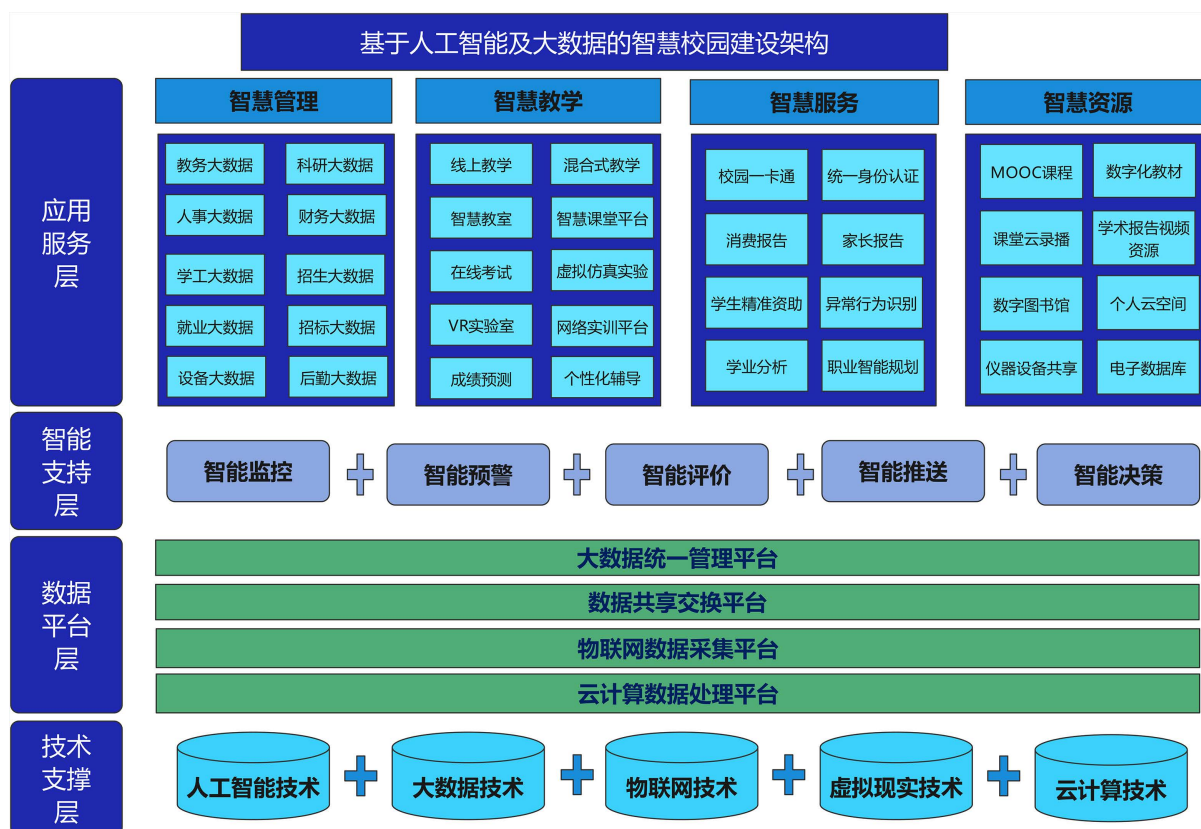 基于人工智能及大数据的智慧校园建设架构
应用
服务
层
智慧管理
教务大数据
科研大数据
人事大数据
财务大数据
学工大数据
招生大数据
就业大数据
招标大数据
设备大数据
后勤大数据
智慧教学
线上教学
混合式教学
智慧教室
智慧课堂平台
在线考试
虚拟仿真实验
VR实验室
网络实训平台
成绩预测
个性化辅导
智慧服务
校园一卡通
统一身份认证
消费报告
家长报告
学生精准资助
异常行为识别
学业分析
职业智能规划
智慧资源
MOOC课程
数字化教材
课堂云录播
学术报告视频
资源
数字图书馆
个人云空间
仪器设备共享
电子数据库
智能
支持
层
智能监控
智能预警
智能评价
智能推送
智能决策
数据
平台
层
大数据统一管理平台
数据共享交换平台
物联网数据采集平台
云计算数据处理平台
技术
支撑
层
人工智能技术
大数据技术
物联网技术
虚拟现实技术
云计算技术